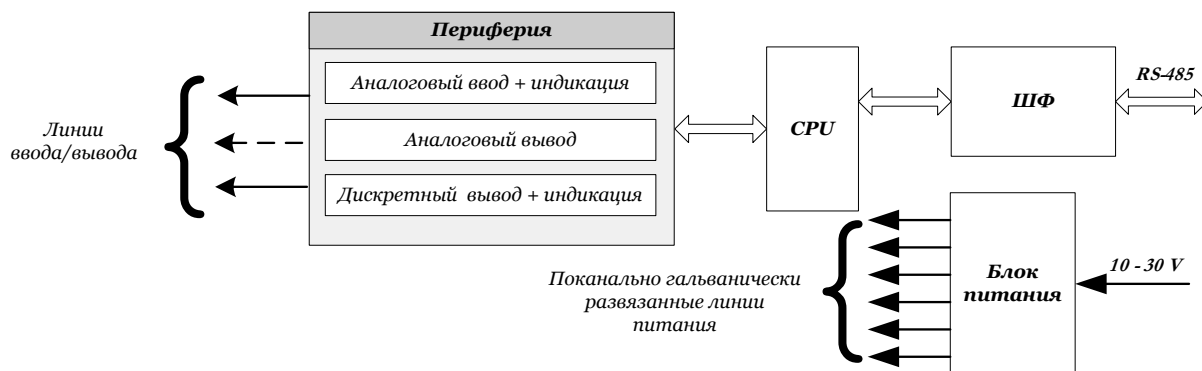 Периферия
Аналоговый ввод + индикация
Аналоговый вывод
Дискретный вывод + индикация
Линии
ввода/вывода
CPU
ШФ
RS-485
Поканально гальванически
развязанные линии
питания
Блок
питания
10 - 30 V